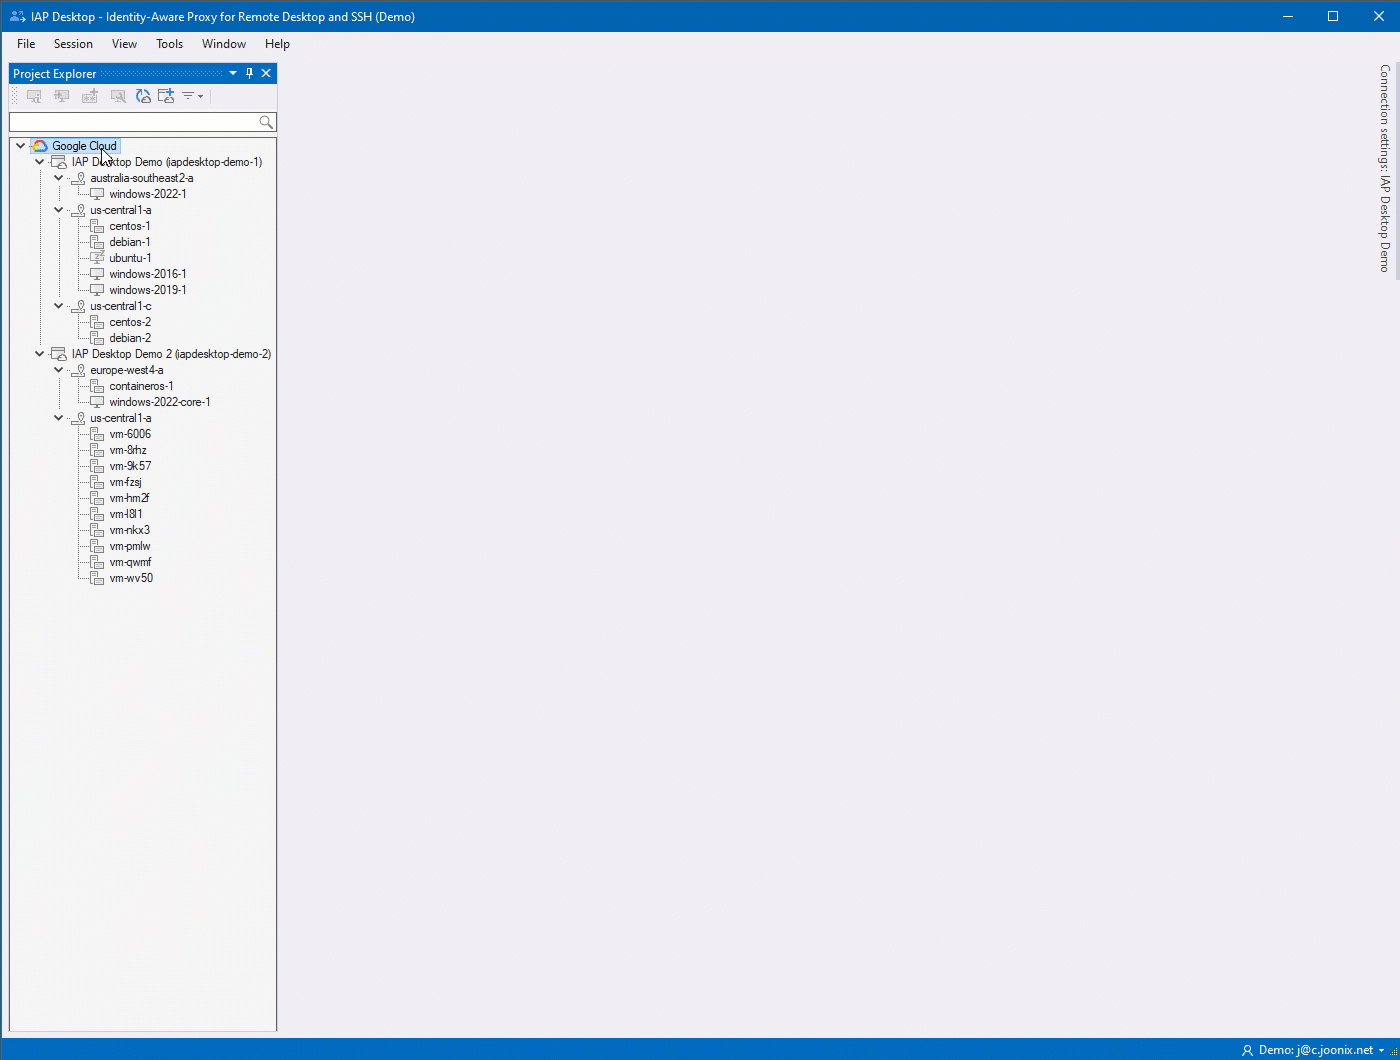 IAP Desktop - Identity-Aware Proxy for Remote Desktop and SSH (Demo)
File Session View Tools Window Help
Project Explorer
Google Cloud
IAP Desktop Demo (iapdesktop-demo-1)
australia-southeast2-a
windows-2022-1
us-central1-a
centos-1
debian-1
ubuntu-1
windows-2016-1
windows-2019-1
us-central1-c
centos-2
debian-2
IAP Desktop Demo 2 (iapdesktop-demo-2)
europe-west4-a
containeros-1
windows-2022-core-1
us-central1-a
vm-6006
vm-8rhz
vm-9k57
vm-fzsj
vm-hm2f
vm-l8l1
vm-nkx3
vm-pmlw
vm-qwmf
vm-wv50
Connection settings: IAP Desktop Demo
Demo: j@c.joonix.net